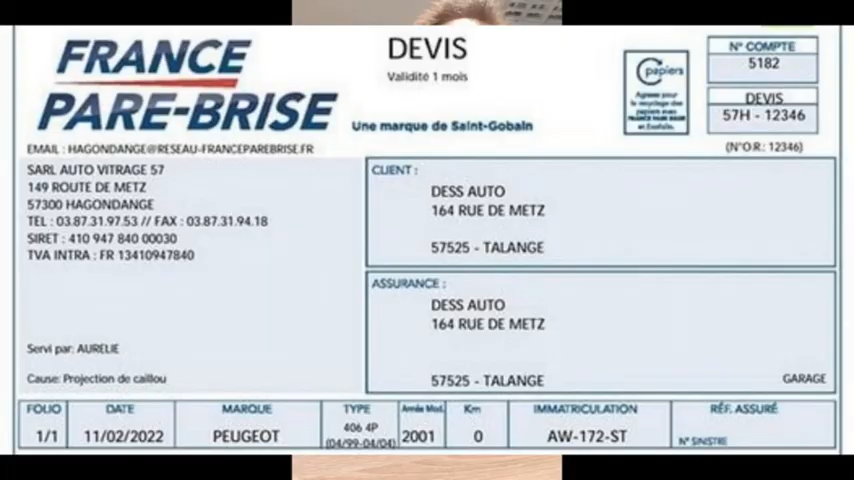 FRANCE
PARE-BRISE
DEVIS
Validité 1 mois
Une marque de Saint-Gobain
papiers
N° COMPTE
5182
DEVIS
57H - 12346
(N°O.R.: 12346)
EMAIL : HAGONDANGE@RESEAU-FRANCEPAREBRISE.FR
SARL AUTO VITRAGE 57
149 ROUTE DE METZ
57300 HAGONDANGE
TEL : 03.87.31.97.53 // FAX : 03.87.31.94.18
SIRET : 410 947 840 00030
TVA INTRA : FR 13410947840
Servi par: AURELIE
Cause: Projection de caillou
CLIENT :
DESS AUTO
164 RUE DE METZ
57525 - TALANGE
ASSURANCE :
DESS AUTO
164 RUE DE METZ
57525 - TALANGE
GARAGE
FOLIO DATE MARQUE TYPE Année Mod. Km IMMATRICULATION RÉF. ASSURÉ
1/1 11/02/2022 PEUGEOT 406 4P (04/99-04/04) 2001 0 AW-172-ST N° SINISTRE